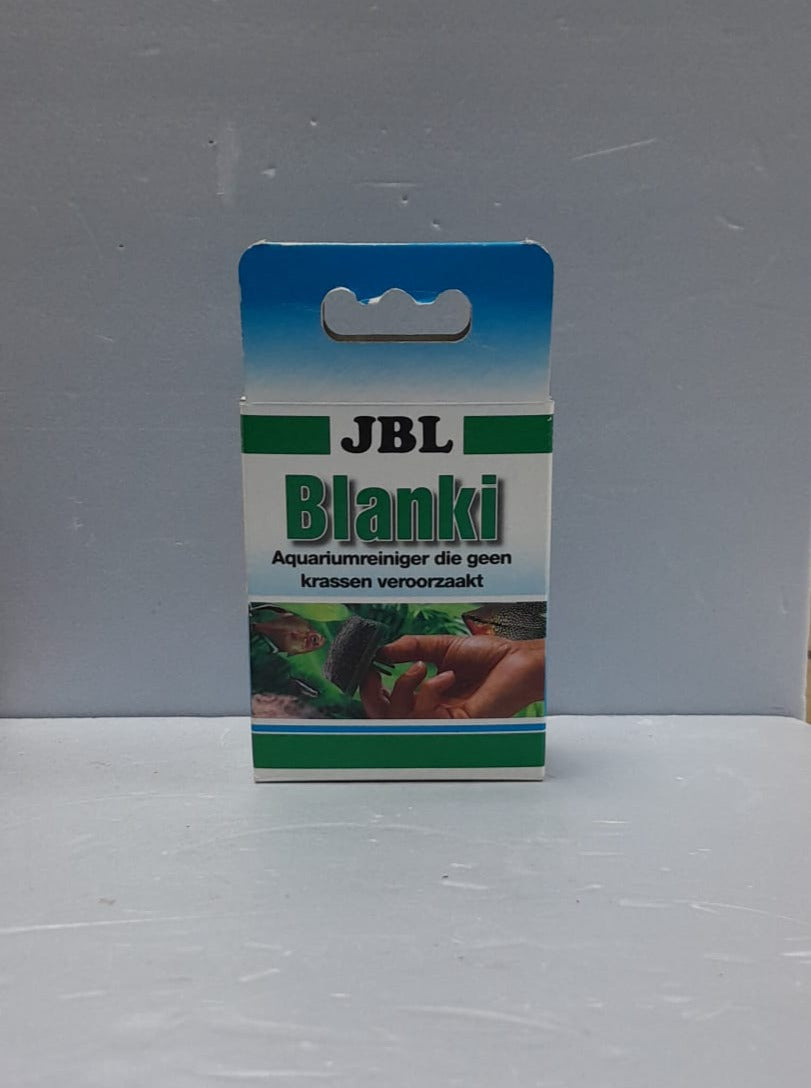 JBL
Blanki
Aquariumreiniger die geen
krassen veroorzaakt